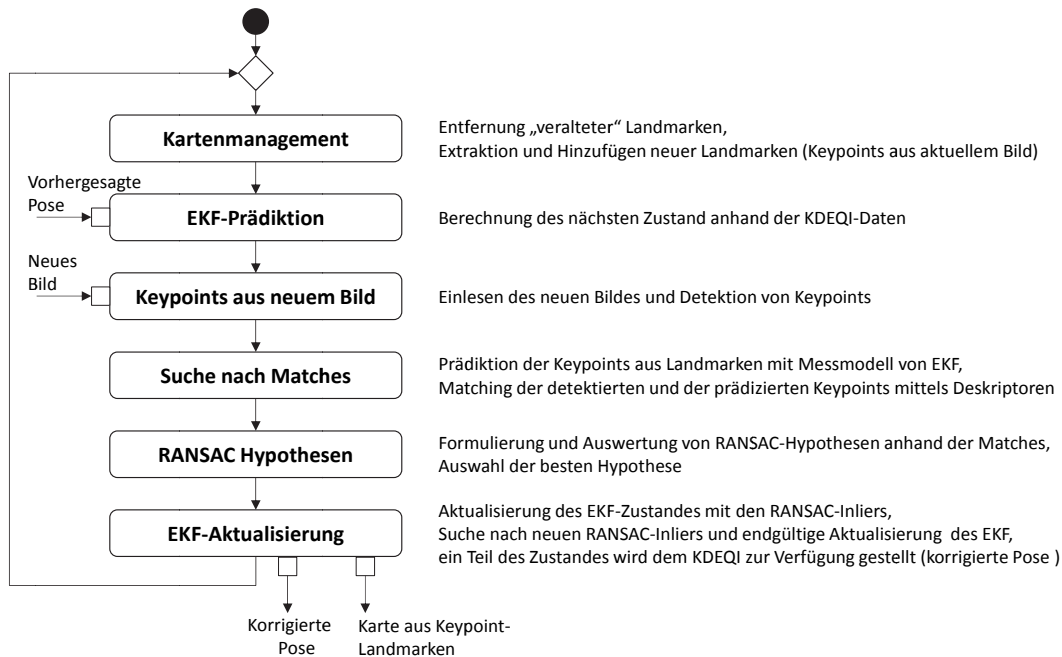 Kartenmanagement
Entfernung „veralteter“ Landmarken,
Extraktion und Hinzufügen neuer Landmarken (Keypoints aus aktuellem Bild)
Vorhergesagte
Pose
EKF-Prädiktion
Berechnung des nächsten Zustand anhand der KDEQI-Daten
Neues
Bild
Keypoints aus neuem Bild
Einlesen des neuen Bildes und Detektion von Keypoints
Suche nach Matches
Prädiktion der Keypoints aus Landmarken mit Messmodell von EKF,
Matching der detektierten und der prädizierten Keypoints mittels Deskriptoren
RANSAC Hypothesen
Formulierung und Auswertung von RANSAC-Hypothesen anhand der Matches,
Auswahl der besten Hypothese
EKF-Aktualisierung
Aktualisierung des EKF-Zustandes mit den RANSAC-Inliers,
Suche nach neuen RANSAC-Inliers und endgültige Aktualisierung des EKF,
ein Teil des Zustandes wird dem KDEQI zur Verfügung gestellt (korrigierte Pose )
Korrigierte
Pose
Karte aus Keypoint-
Landmarken